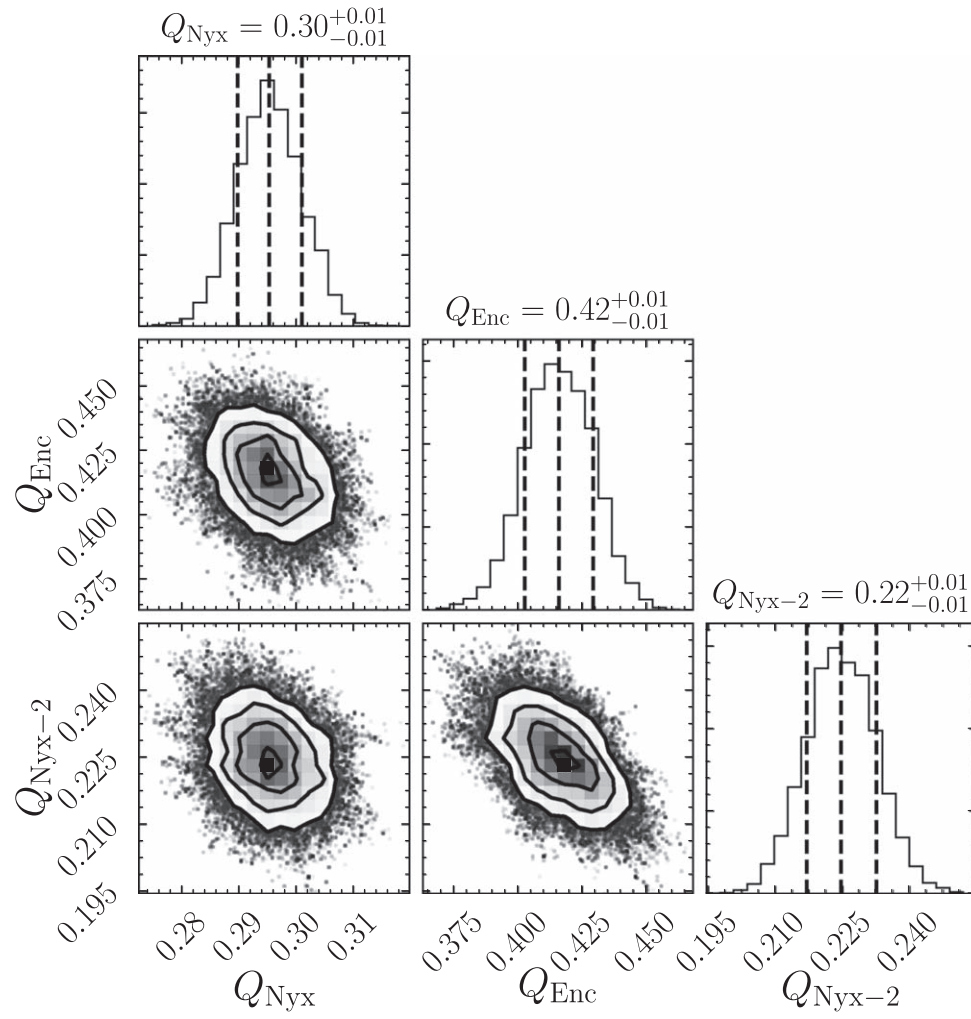 Q_Nyx = 0.30^{+0.01}_{-0.01}
Q_Enc = 0.42^{+0.01}_{-0.01}
0.450
0.425
0.400
0.375
Q_Enc
Q_Nyx−2 = 0.22^{+0.01}_{-0.01}
0.240
0.225
0.210
0.195
Q_Nyx−2
0.28 0.29 0.30 0.31
0.375 0.400 0.425 0.450
0.195 0.210 0.225 0.240
Q_Nyx Q_Enc Q_Nyx−2